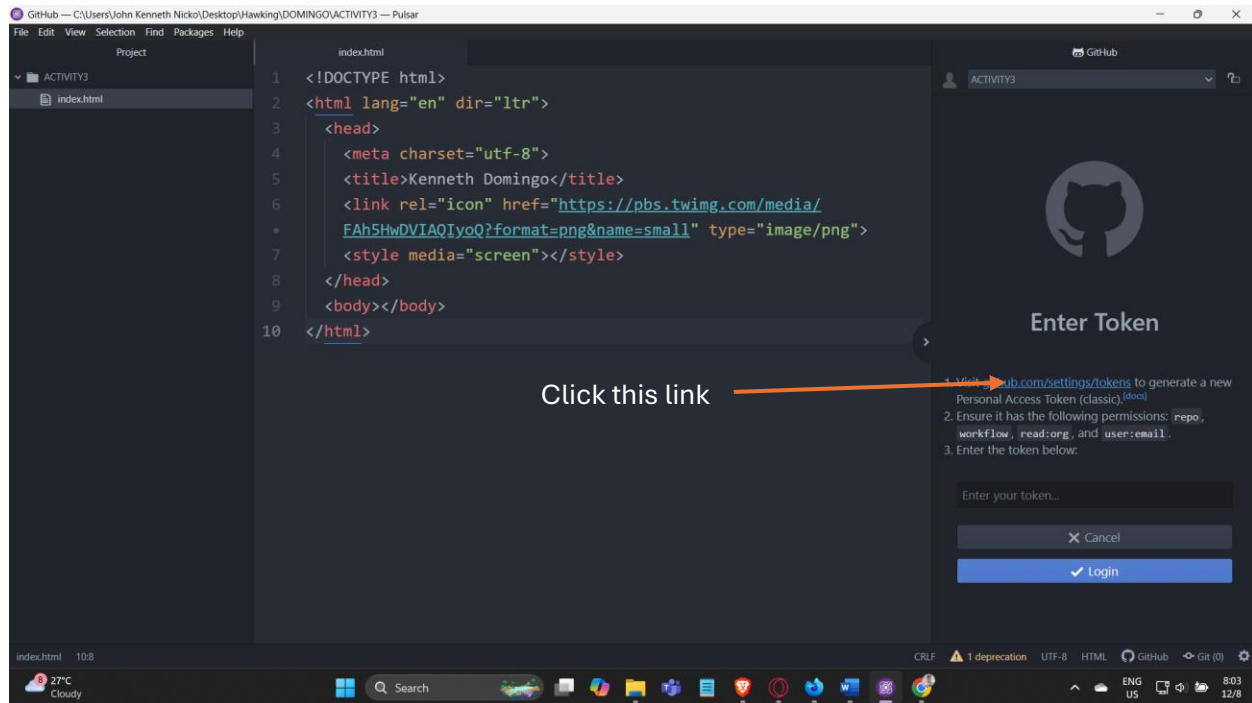 GitHub — C:\Users\John Kenneth Nicko\Desktop\Hawking\DOMINGO\ACTIVITY3 — Pulsar
File Edit View Selection Find Packages Help
Project
ACTIVITY3
index.html
index.html
1 <!DOCTYPE html>
2 <html lang="en" dir="ltr">
3 <head>
4 <meta charset="utf-8">
5 <title>Kenneth Domingo</title>
6 <link rel="icon" href="https://pbs.twimg.com/media/
• FAh5HwDVIAQIyoQ?format=png&name=small" type="image/png">
7 <style media="screen"></style>
8 </head>
9 <body></body>
10 </html>
Click this link
GitHub
ACTIVITY3
Enter Token
1. Visit github.com/settings/tokens to generate a new
Personal Access Token (classic).[docs]
2. Ensure it has the following permissions: repo,
workflow, read:org, and user:email.
3. Enter the token below:
Enter your token...
Cancel
Login
index.html 10:8
CRLF 1 deprecation UTF-8 HTML GitHub Git (0)
8 27°C
Cloudy
Search
ENG
US
8:03
12/8